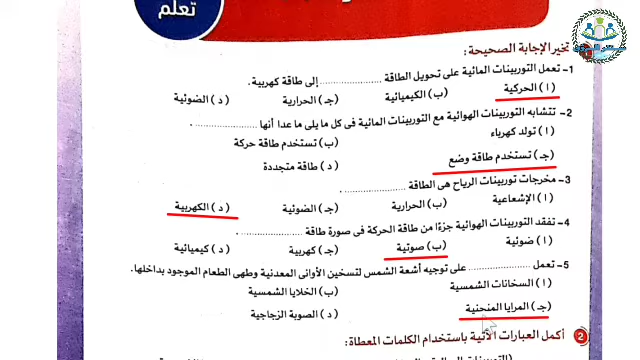 تعلم
تخير الإجابة الصحيحة:
1- تعمل التوربينات المائية على تحويل الطاقة .................. إلى طاقة كهربية.
( ا ) الحركية (ب) الكيميائية (جـ) الحرارية ( د ) الضوئية
2- تتشابه التوربينات الهوائية مع التوربينات المائية فى كل ما يلى ما عدا أنها ..................
( ا ) تولد كهرباء (ب) تستخدم طاقة حركة
(جـ) تستخدم طاقة وضع ( د ) طاقة متجددة
3- مخرجات توربينات الرياح هى الطاقة ..................
( ا ) الإشعاعية (ب) الحرارية (جـ) الضوئية ( د ) الكهربية
4- تفقد التوربينات الهوائية جزءًا من طاقة الحركة فى صورة طاقة ..................
( ا ) ضوئية (ب) صوتية (جـ) كهربية ( د ) كيميائية
5- تعمل .................. على توجيه أشعة الشمس لتسخين الأوانى المعدنية وطهى الطعام الموجود بداخلها.
( ا ) السخانات الشمسية (ب) الخلايا الشمسية
(جـ) المرايا المنحنية ( د ) الصوبة الزجاجية
2 أكمل العبارات الآتية باستخدام الكلمات المعطاة: